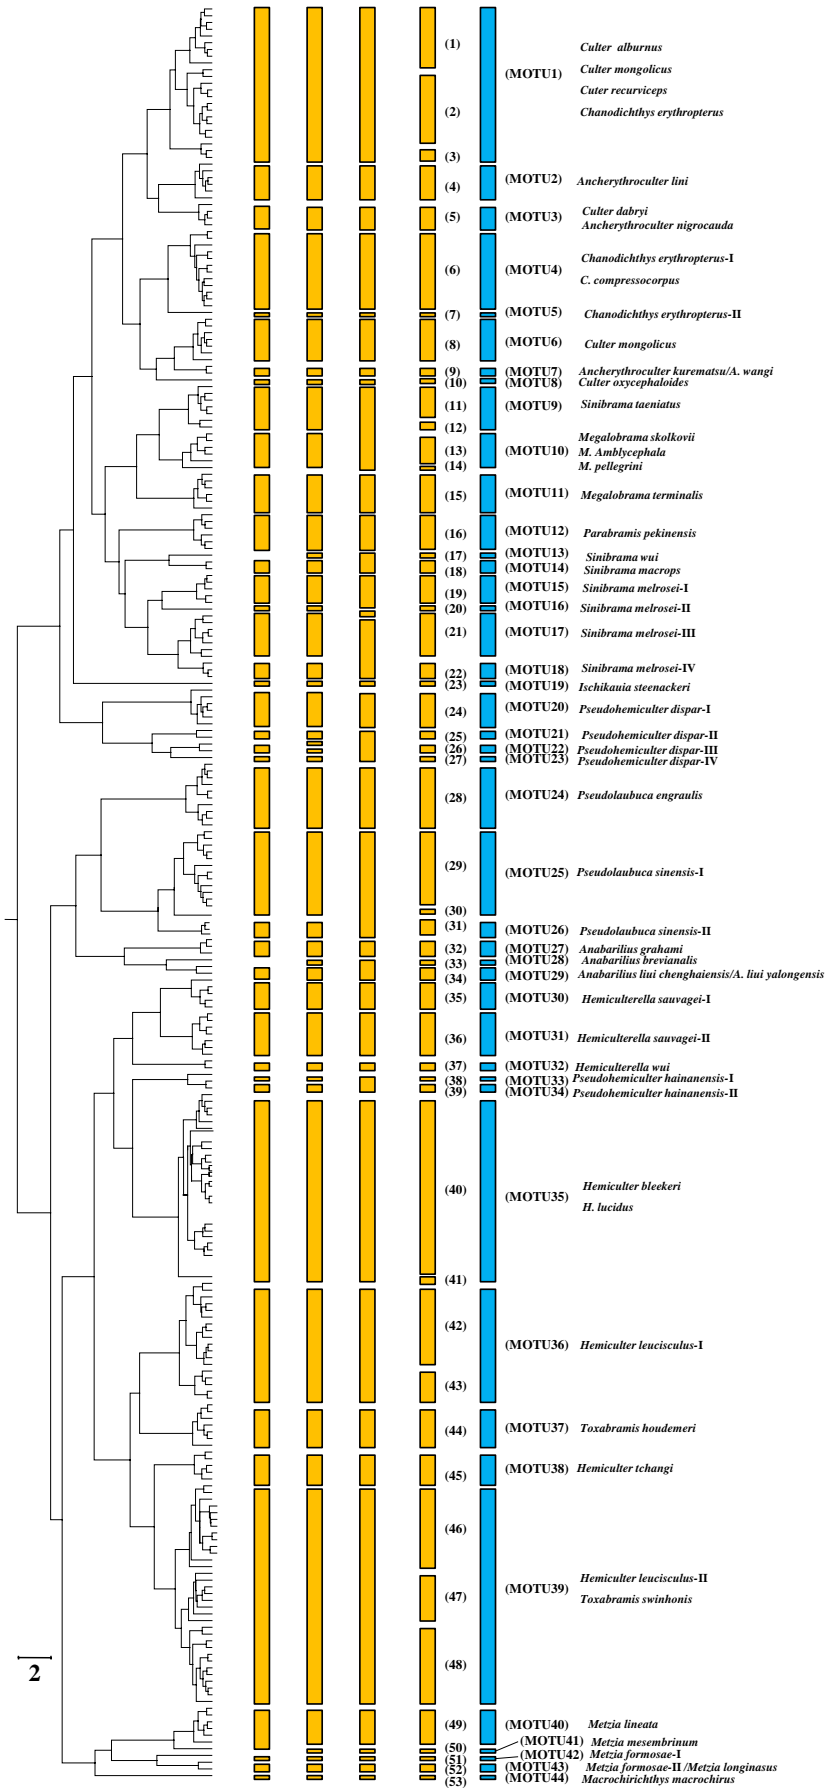 (1)
Culter alburnus
Culter mongolicus
(MOTU1)
Cuter recurviceps
(2)
Chanodichthys erythropterus
(3)
(4) (MOTU2) Ancherythroculter lini
(5) (MOTU3) Culter dabryi
Ancherythroculter nigrocauda
Chanodichthys erythropterus-I
(6) (MOTU4)
C. compressocorpus
(7) (MOTU5) Chanodichthys erythropterus-II
(8) (MOTU6) Culter mongolicus
(9) (MOTU7) Ancherythroculter kurematsu/A. wangi
(10) (MOTU8) Culter oxycephaloides
(11) (MOTU9) Sinibrama taeniatus
(12)
Megalobrama skolkovii
(13) (MOTU10) M. Amblycephala
(14) M. pellegrini
(15) (MOTU11) Megalobrama terminalis
(16) (MOTU12) Parabramis pekinensis
(17) (MOTU13) Sinibrama wui
(18) (MOTU14) Sinibrama macrops
(19) (MOTU15) Sinibrama melrosei-I
(20) (MOTU16) Sinibrama melrosei-II
(21) (MOTU17) Sinibrama melrosei-III
(22) (MOTU18) Sinibrama melrosei-IV
(23) (MOTU19) Ischikauia steenackeri
(24) (MOTU20) Pseudohemiculter dispar-I
(25) (MOTU21) Pseudohemiculter dispar-II
(26) (MOTU22) Pseudohemiculter dispar-III
(27) (MOTU23) Pseudohemiculter dispar-IV
(28) (MOTU24) Pseudolaubuca engraulis
(29) (MOTU25) Pseudolaubuca sinensis-I
(30)
(31) (MOTU26) Pseudolaubuca sinensis-II
(32) (MOTU27) Anabarilius grahami
(33) (MOTU28) Anabarilius brevianalis
(34) (MOTU29) Anabarilius liui chenghaiensis/A. liui yalongensis
(35) (MOTU30) Hemiculterella sauvagei-I
(36) (MOTU31) Hemiculterella sauvagei-II
(37) (MOTU32) Hemiculterella wui
(38) (MOTU33) Pseudohemiculter hainanensis-I
(39) (MOTU34) Pseudohemiculter hainanensis-II
Hemiculter bleekeri
(40) (MOTU35)
H. lucidus
(41)
(42)
(MOTU36) Hemiculter leucisculus-I
(43)
(44) (MOTU37) Toxabramis houdemeri
(45) (MOTU38) Hemiculter tchangi
(46)
Hemiculter leucisculus-II
(MOTU39)
(47) Toxabramis swinhonis
(48)
2
(49) (MOTU40) Metzia lineata
(50) (MOTU41) Metzia mesembrinum
(51) (MOTU42) Metzia formosae-I
(52) (MOTU43) Metzia formosae-II /Metzia longinasus
(53) (MOTU44) Macrochirichthys macrochirus